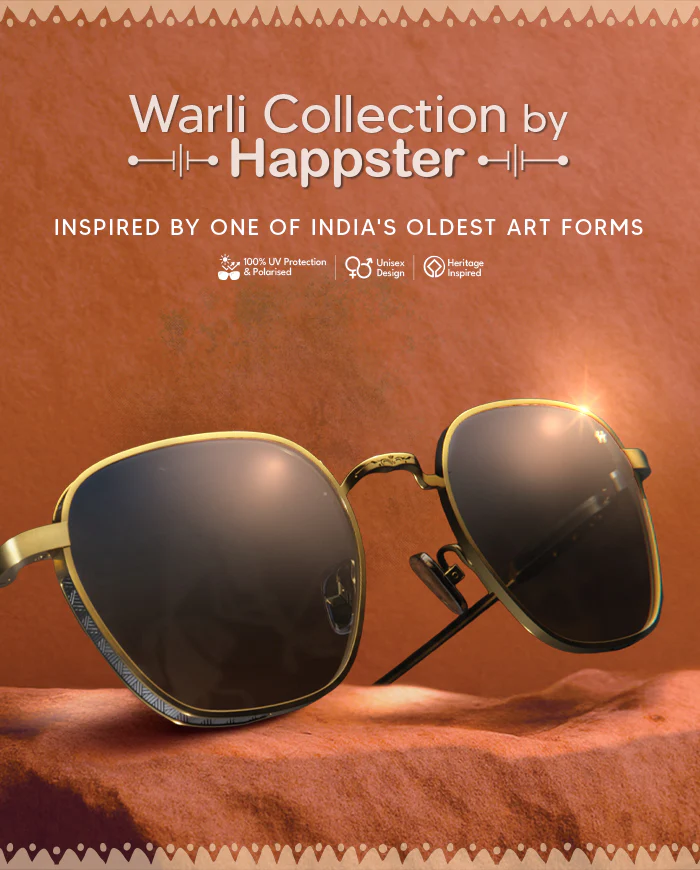 Warli Collection by
Happster
INSPIRED BY ONE OF INDIA'S OLDEST ART FORMS
100% UV Protection
& Polarised
Unisex
Design
Heritage
Inspired